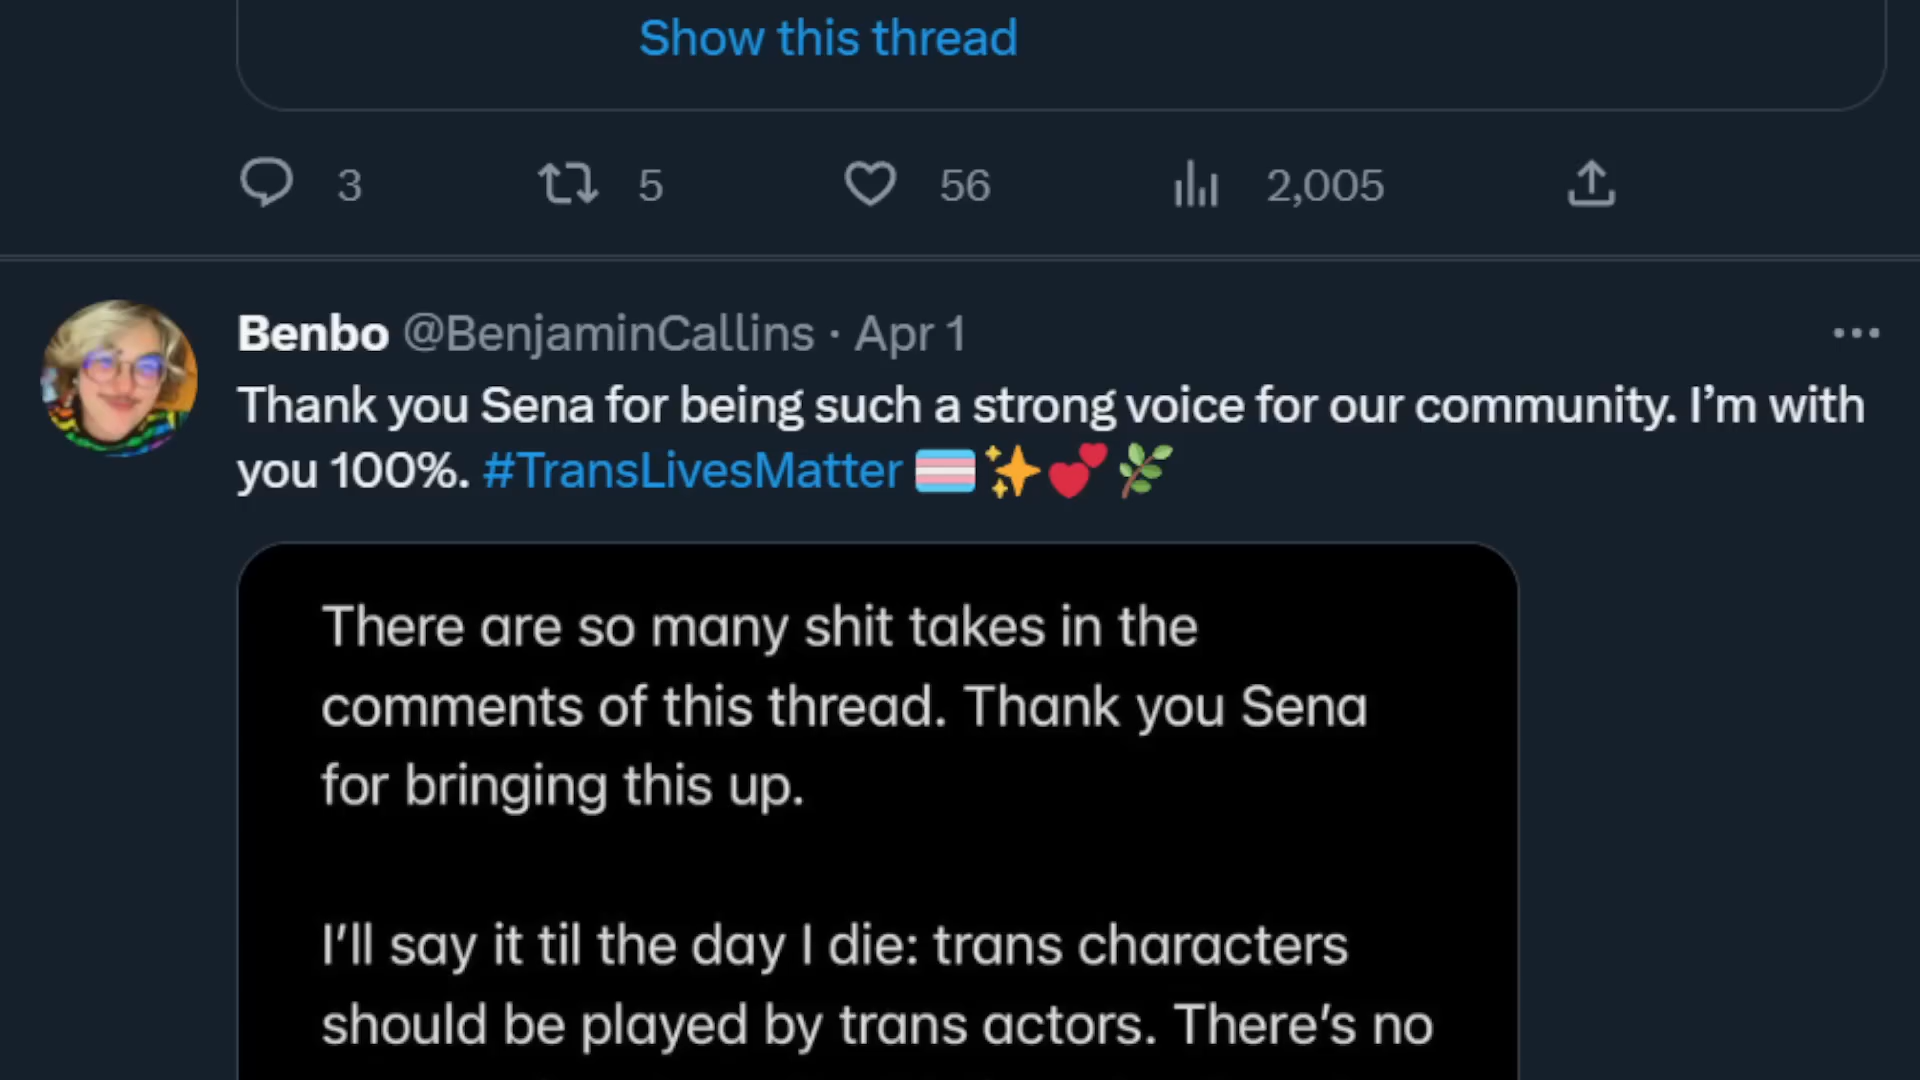 Show this thread
3 5 56 2,005
Benbo @BenjaminCallins · Apr 1
Thank you Sena for being such a strong voice for our community. I’m with
you 100%. #TransLivesMatter 🏳️‍⚧️✨💕🌿
There are so many shit takes in the
comments of this thread. Thank you Sena
for bringing this up.
I’ll say it til the day I die: trans characters
should be played by trans actors. There’s no